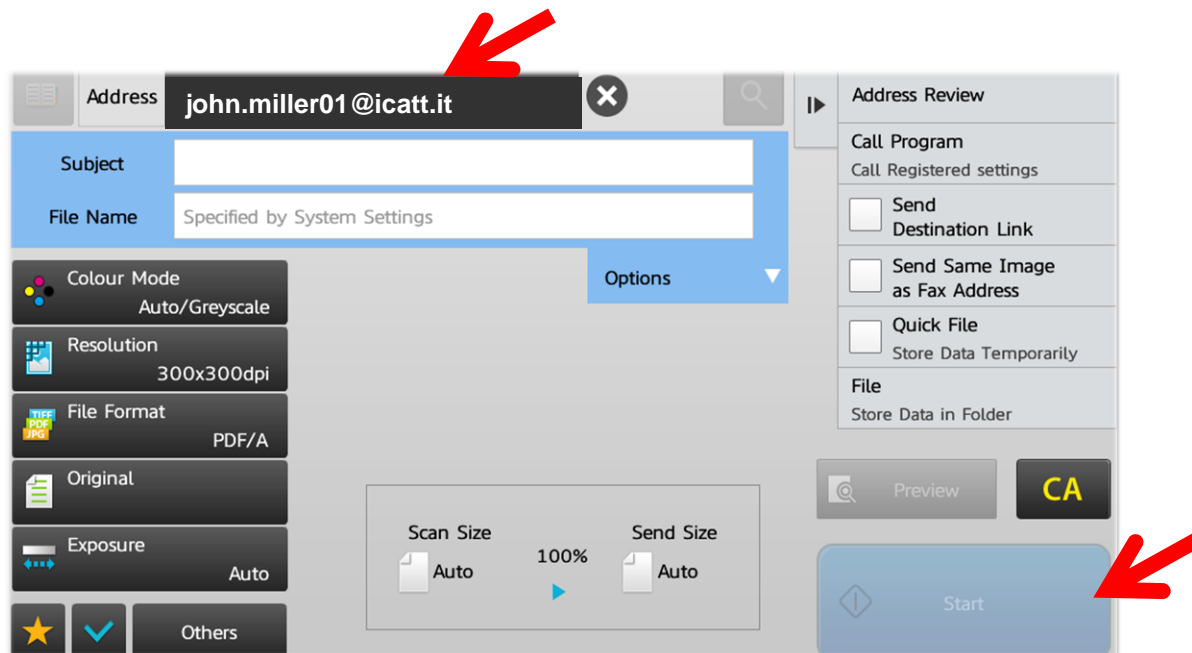 Address
john.miller01@icatt.it
Subject
File Name
Specified by System Settings
Options
Colour Mode
Auto/Greyscale
Resolution
300x300dpi
File Format
TIFF
PDF
JPG
PDF/A
Original
Exposure
Auto
Others
Scan Size
Auto
100%
Send Size
Auto
Address Review
Call Program
Call Registered settings
Send
Destination Link
Send Same Image
as Fax Address
Quick File
Store Data Temporarily
File
Store Data in Folder
Preview
CA
Start